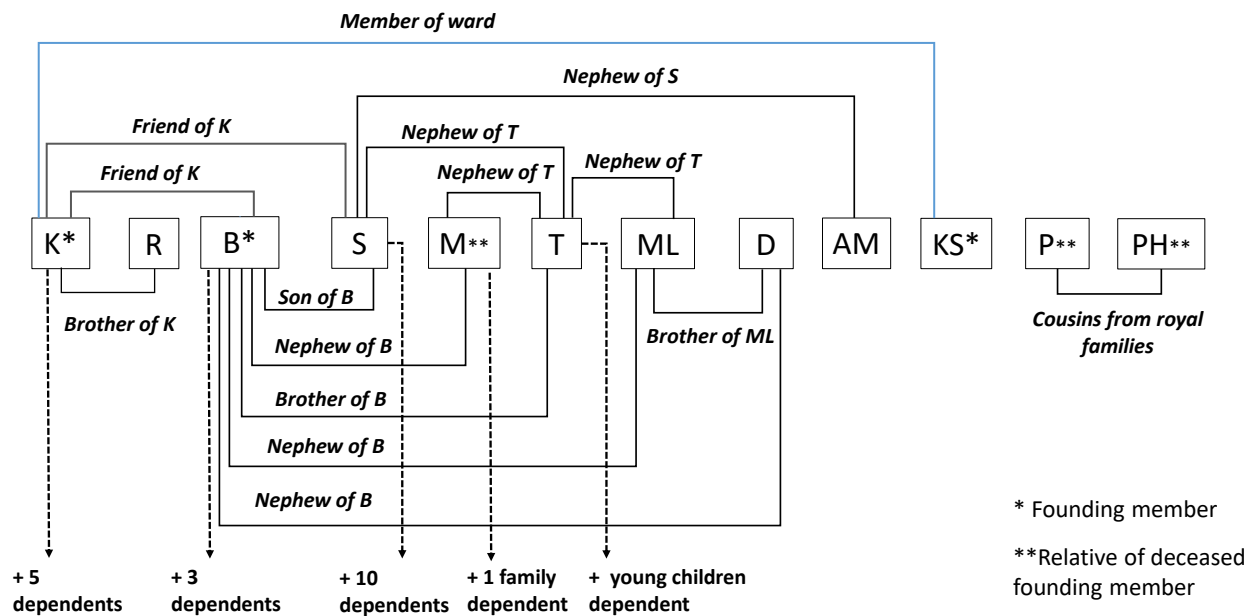 Member of ward
Nephew of S
Friend of K
Nephew of T
Nephew of T
Nephew of T
Friend of K
K*
R
B*
S
M**
T
ML
D
AM
KS*
P**
PH**
Son of B
Brother of K
Brother of ML
Cousins from royal
families
Nephew of B
Brother of B
Nephew of B
Nephew of B
* Founding member
**Relative of deceased
founding member
+ 5
dependents
+ 3
dependents
+ 10
dependents
+ 1 family
dependent
+ young children
dependent